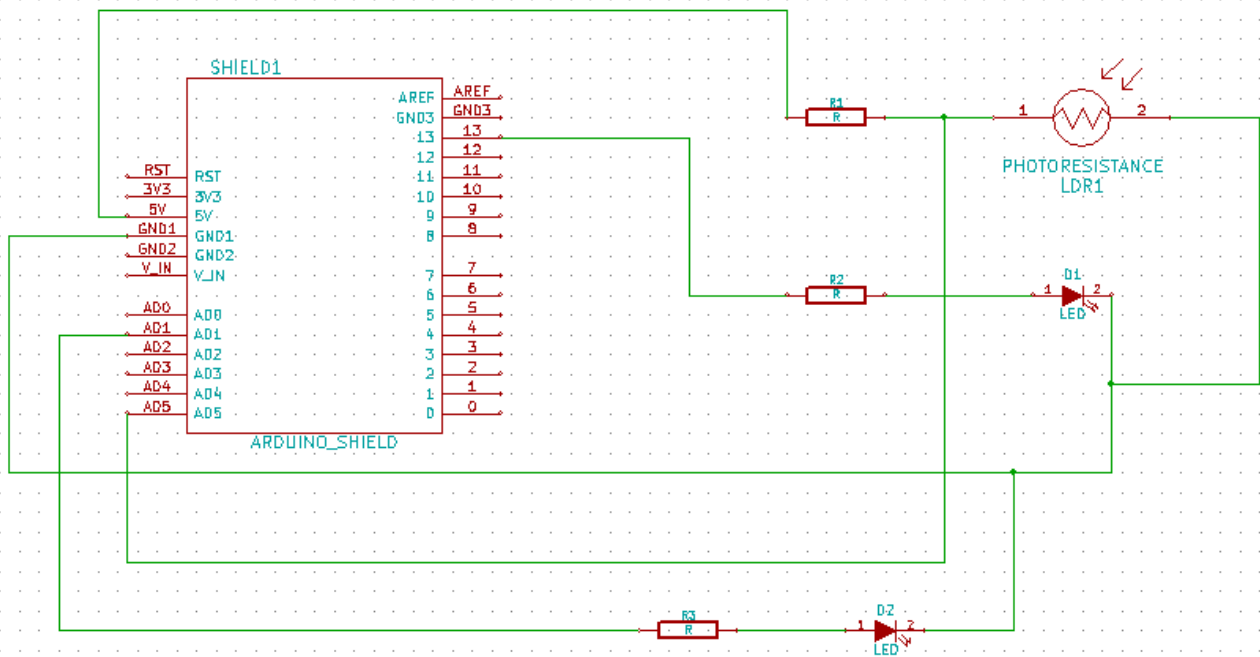 SHIELD1
AREF AREF
GND3 GND3
13 13
12 12
11 11
10 10
9 9
8 8
7 7
6 6
5 5
4 4
3 3
2 2
1 1
0 0
RST RST
3V3 3V3
5V 5V
GND1 GND1
GND2 GND2
V_IN V_IN
AD0 AD0
AD1 AD1
AD2 AD2
AD3 AD3
AD4 AD4
AD5 AD5
ARDUINO_SHIELD
R1
R
1 2
PHOTORESISTANCE
LDR1
R2
R
D1
1 2
LED
R3
R
D2
1 2
LED